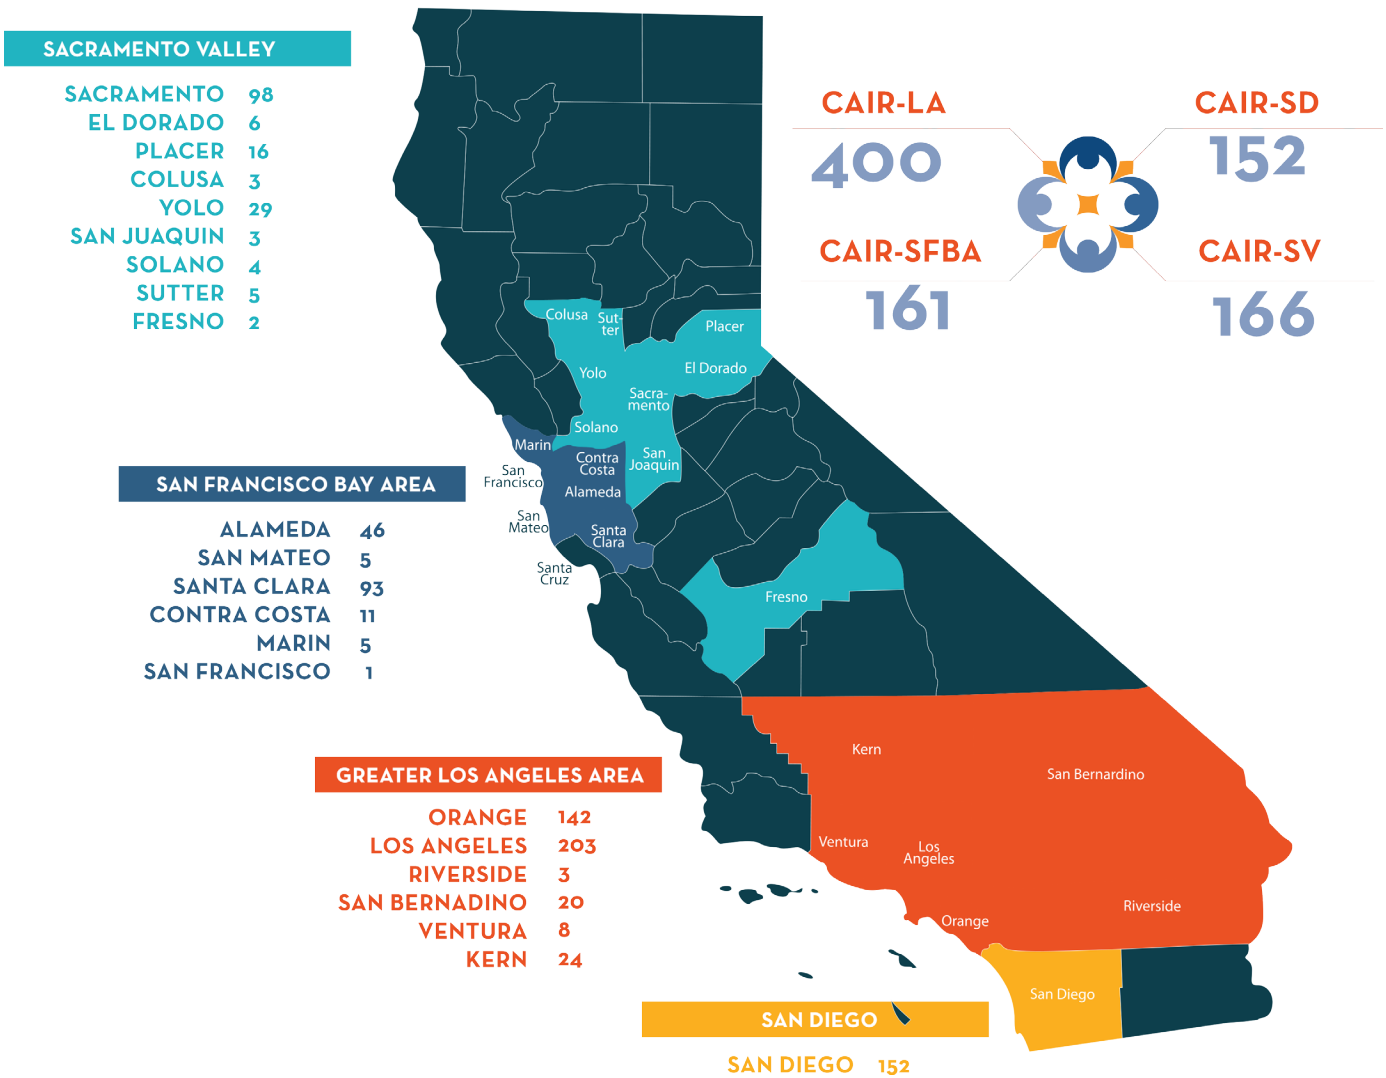 SACRAMENTO VALLEY
SACRAMENTO 98
EL DORADO 6
PLACER 16
COLUSA 3
YOLO 29
SAN JUAQUIN 3
SOLANO 4
SUTTER 5
FRESNO 2
CAIR-LA
400
CAIR-SD
152
CAIR-SFBA
161
CAIR-SV
166
Colusa
Sut-
ter
Placer
Yolo
El Dorado
Sacra-
mento
Solano
Marin
Contra
Costa
San
Joaquin
San
Francisco
Alameda
San
Mateo
Santa
Clara
Santa
Cruz
Fresno
SAN FRANCISCO BAY AREA
ALAMEDA 46
SAN MATEO 5
SANTA CLARA 93
CONTRA COSTA 11
MARIN 5
SAN FRANCISCO 1
Kern
San Bernardino
Ventura
Los
Angeles
Riverside
Orange
GREATER LOS ANGELES AREA
ORANGE 142
LOS ANGELES 203
RIVERSIDE 3
SAN BERNADINO 20
VENTURA 8
KERN 24
San Diego
SAN DIEGO
SAN DIEGO 152